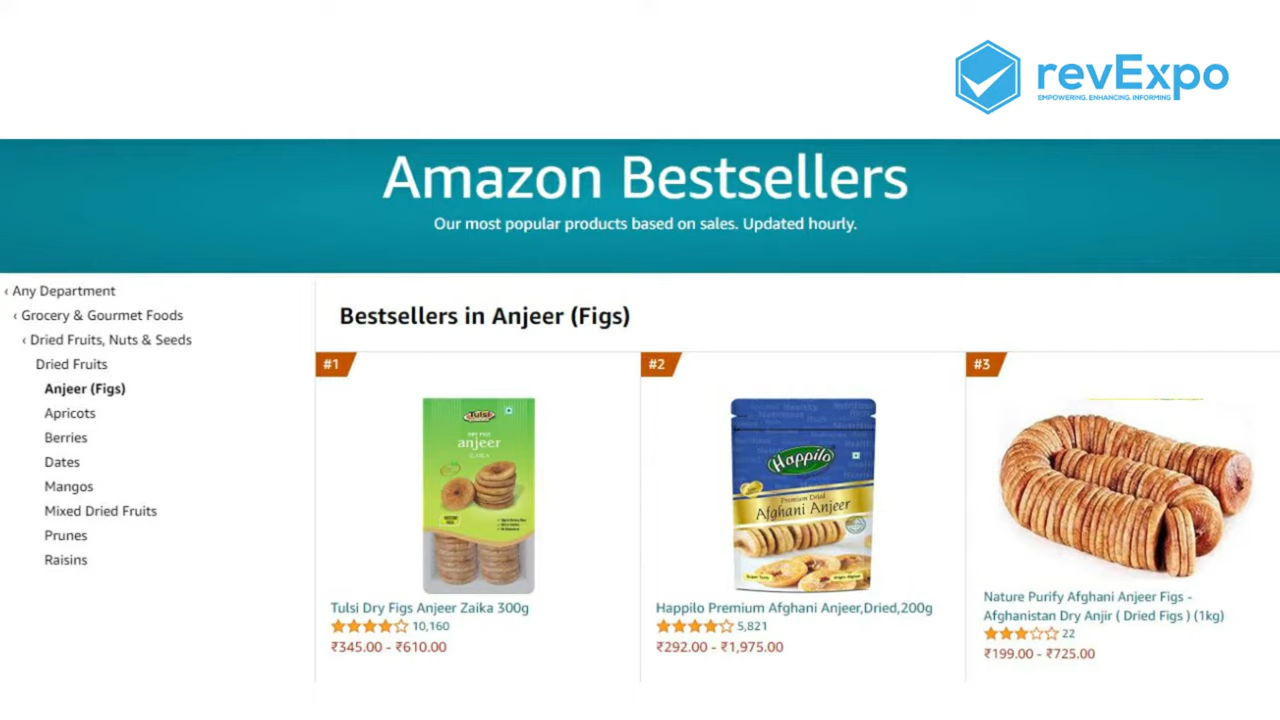 revExpo
EMPOWERING. ENHANCING. INFORMING
Amazon Bestsellers
Our most popular products based on sales. Updated hourly.
‹ Any Department
‹ Grocery & Gourmet Foods
‹ Dried Fruits, Nuts & Seeds
Dried Fruits
Anjeer (Figs)
Apricots
Berries
Dates
Mangos
Mixed Dried Fruits
Prunes
Raisins
Bestsellers in Anjeer (Figs)
#1
Tulsi
anjeer
Tulsi Dry Figs Anjeer Zaika 300g
10,160
₹345.00 - ₹610.00
#2
Happilo
Premium Dried
Afghani Anjeer
Happilo Premium Afghani Anjeer,Dried,200g
5,821
₹292.00 - ₹1,975.00
#3
Nature Purify Afghani Anjeer Figs -
Afghanistan Dry Anjir ( Dried Figs ) (1kg)
22
₹199.00 - ₹725.00